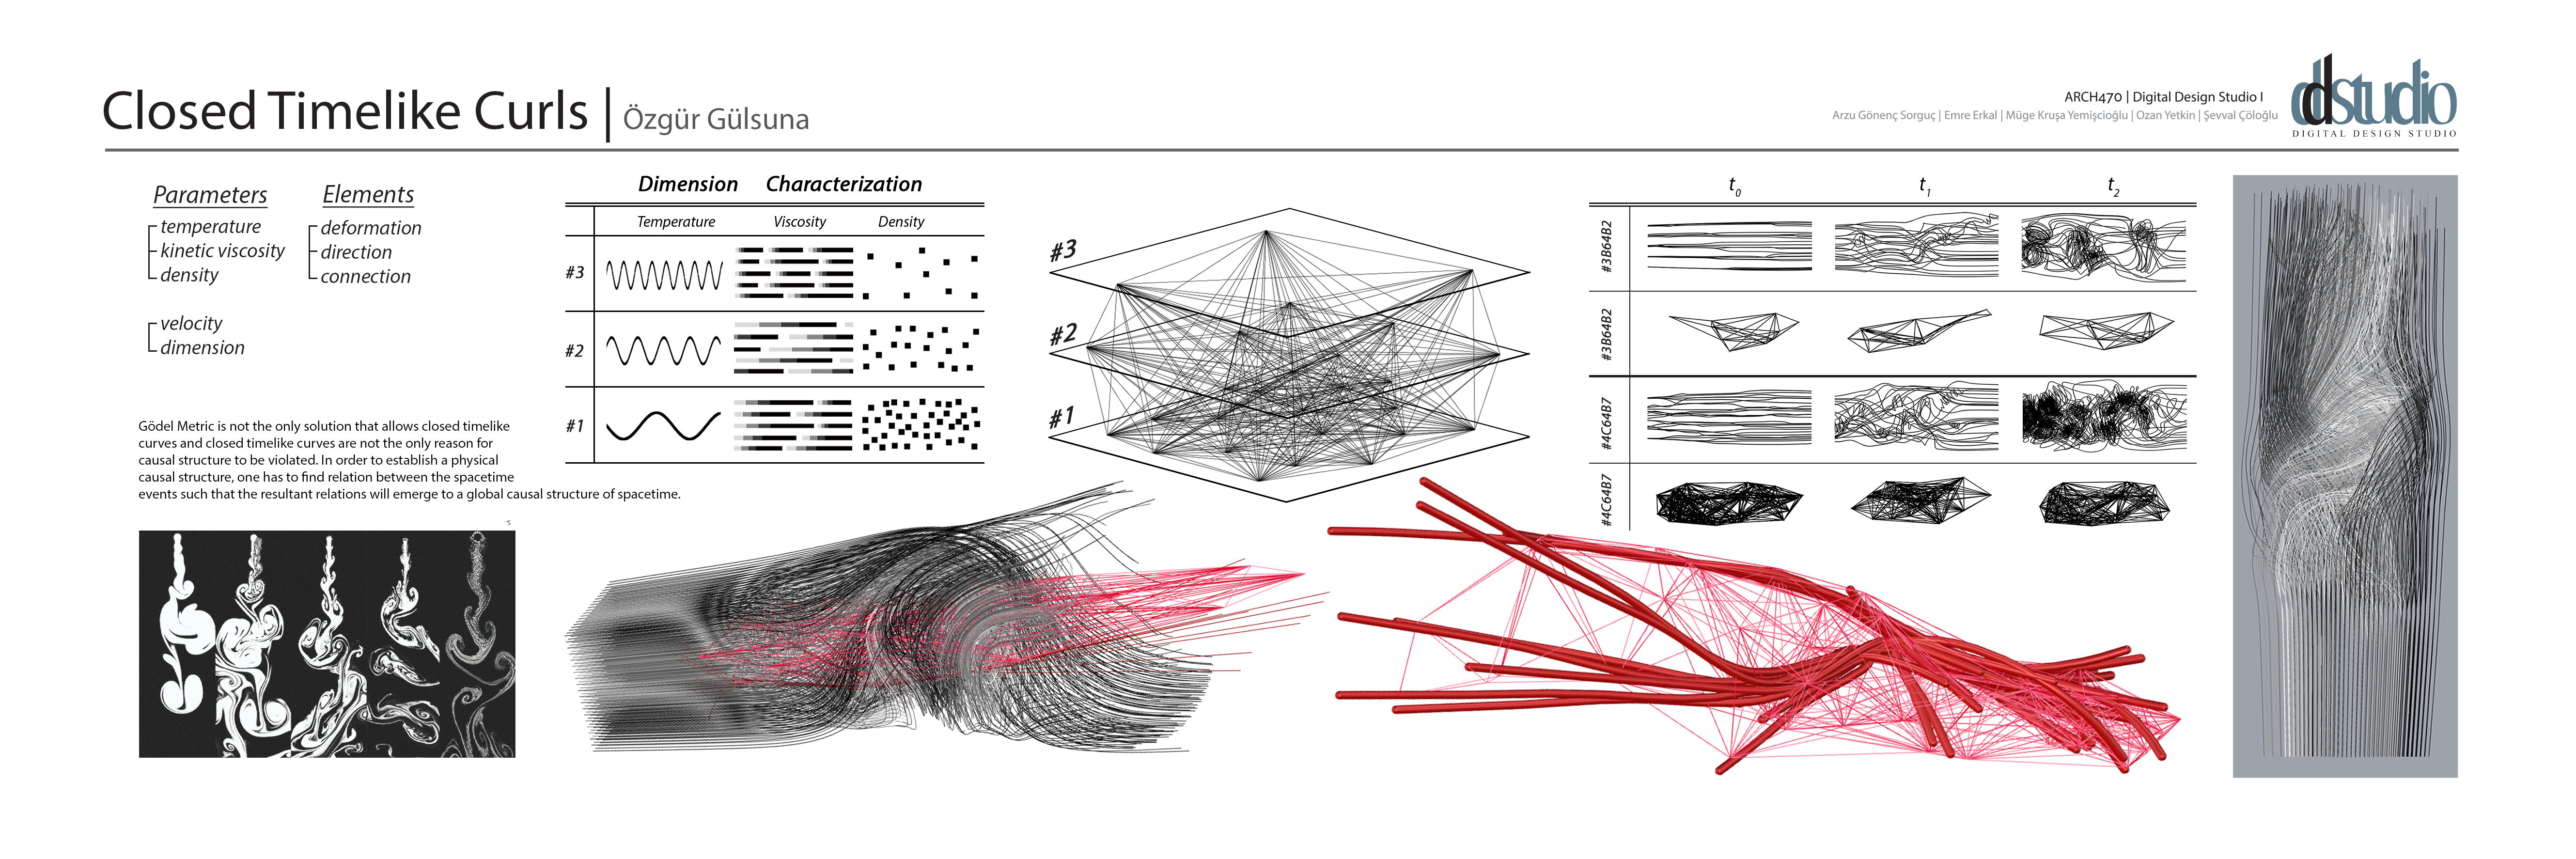 Closed Timelike Curls | Özgür Gülsuna
ARCH470 | Digital Design Studio I
Arzu Gönenç Sorguç | Emre Erkal | Müge Kruşa Yemişcioğlu | Ozan Yetkin | Şevval Çöloğlu
ddstudio
DIGITAL DESIGN STUDIO
Parameters
temperature
kinetic viscosity
density
velocity
dimension
Elements
deformation
direction
connection
Gödel Metric is not the only solution that allows closed timelike
curves and closed timelike curves are not the only reason for
causal structure to be violated. In order to establish a physical
causal structure, one has to find relation between the spacetime
events such that the resultant relations will emerge to a global causal structure of spacetime.
Dimension Characterization
Temperature Viscosity Density
#3
#2
#1
#3
#2
#1
t0 t1 t2
#3B64B2
#3B64B2
#4C64B7
#4C64B7